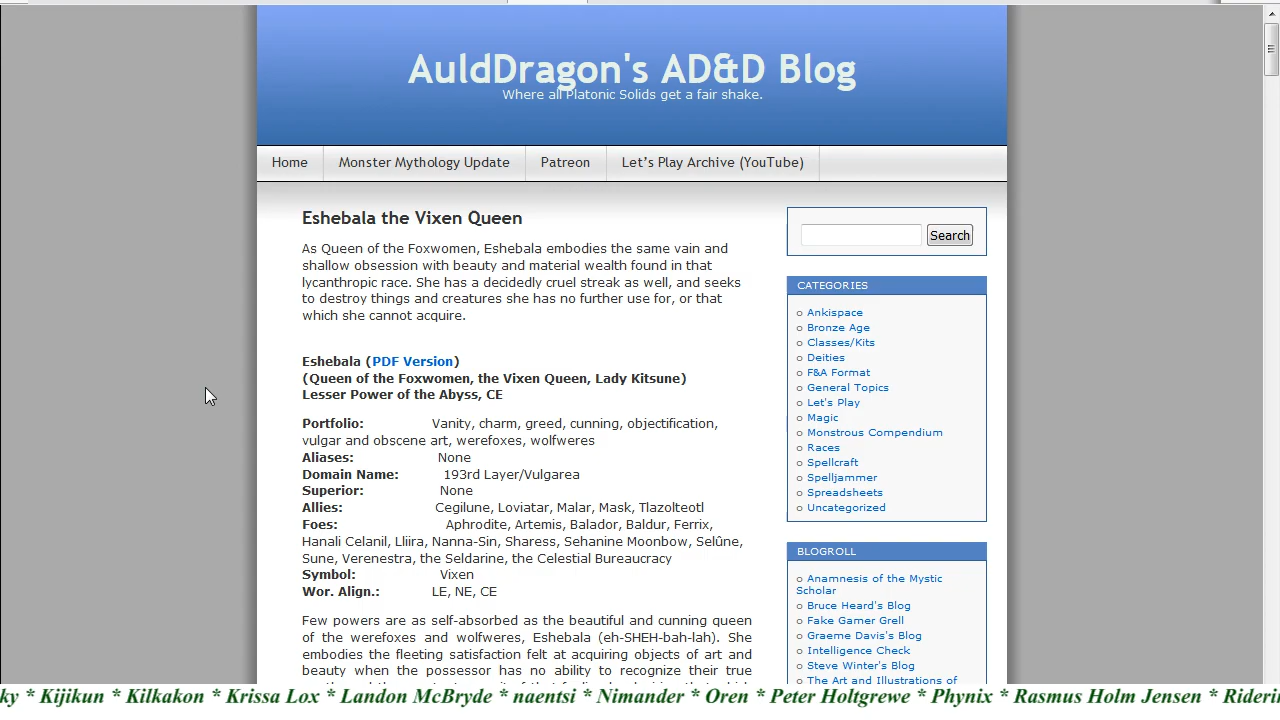 AuldDragon's AD&D Blog
Where all Platonic Solids get a fair shake.
Home
Monster Mythology Update
Patreon
Let's Play Archive (YouTube)
Eshebala the Vixen Queen
As Queen of the Foxwomen, Eshebala embodies the same vain and
shallow obsession with beauty and material wealth found in that
lycanthropic race. She has a decidedly cruel streak as well, and seeks
to destroy things and creatures she has no further use for, or that
which she cannot acquire.
Eshebala (PDF Version)
(Queen of the Foxwomen, the Vixen Queen, Lady Kitsune)
Lesser Power of the Abyss, CE
Portfolio: Vanity, charm, greed, cunning, objectification,
vulgar and obscene art, werefoxes, wolfweres
Aliases: None
Domain Name: 193rd Layer/Vulgarea
Superior: None
Allies: Cegilune, Loviatar, Malar, Mask, Tlazolteotl
Foes: Aphrodite, Artemis, Balador, Baldur, Ferrix,
Hanali Celanil, Lliira, Nanna-Sin, Sharess, Sehanine Moonbow, Selûne,
Sune, Verenestra, the Seldarine, the Celestial Bureaucracy
Symbol: Vixen
Wor. Align.: LE, NE, CE
Few powers are as self-absorbed as the beautiful and cunning queen
of the werefoxes and wolfweres, Eshebala (eh-SHEH-bah-lah). She
embodies the fleeting satisfaction felt at acquiring objects of art and
beauty when the possessor has no ability to recognize their true
Search
CATEGORIES
Ankispace
Bronze Age
Classes/Kits
Deities
F&A Format
General Topics
Let's Play
Magic
Monstrous Compendium
Races
Spellcraft
Spelljammer
Spreadsheets
Uncategorized
BLOGROLL
Anamnesis of the Mystic
Scholar
Bruce Heard's Blog
Fake Gamer Grell
Graeme Davis's Blog
Intelligence Check
Steve Winter's Blog
The Art and Illustrations of
ky * Kijikun * Kilkakon * Krissa Lox * Landon McBryde * naentsi * Nimander * Oren * Peter Holtgrewe * Phynix * Rasmus Holm Jensen * Riderin